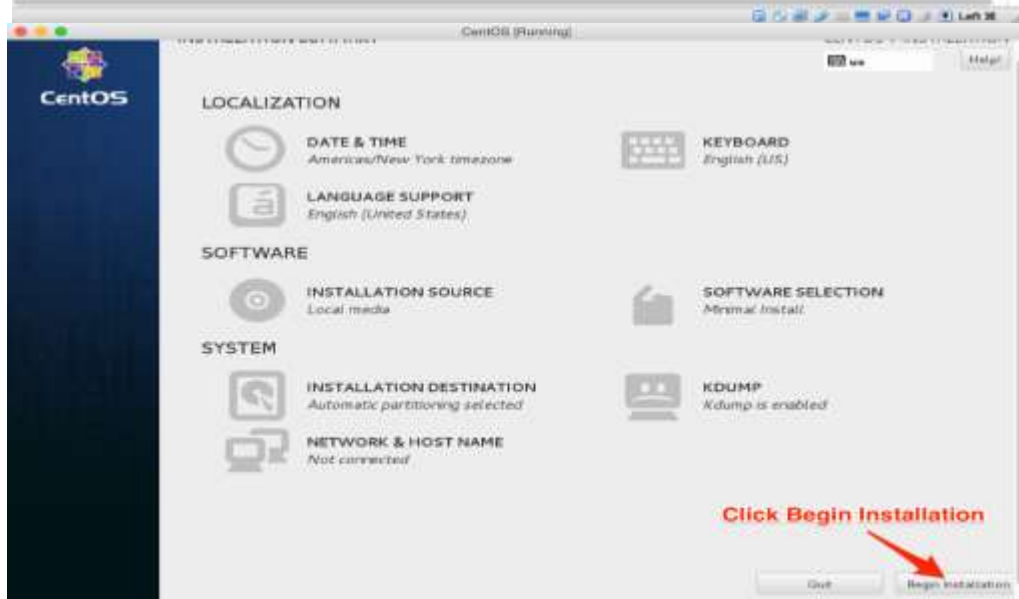 Left ⌘
CentOS [Running]
us
Help!
CentOS
LOCALIZATION
DATE & TIME
Americas/New York timezone
KEYBOARD
English (US)
LANGUAGE SUPPORT
English (United States)
SOFTWARE
INSTALLATION SOURCE
Local media
SOFTWARE SELECTION
Minimal Install
SYSTEM
INSTALLATION DESTINATION
Automatic partitioning selected
KDUMP
Kdump is enabled
NETWORK & HOST NAME
Not connected
Click Begin Installation
Quit
Begin Installation